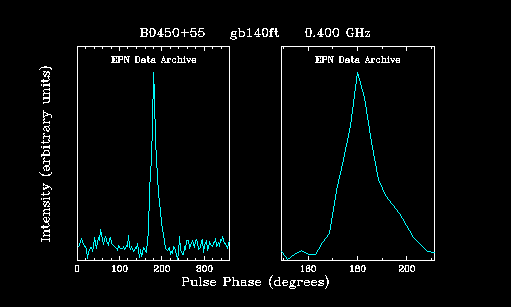 B0450+55 gb140ft 0.400 GHz
EPN Data Archive EPN Data Archive
Intensity (arbitrary units)
0 100 200 300 180 190 200
Pulse Phase (degrees)